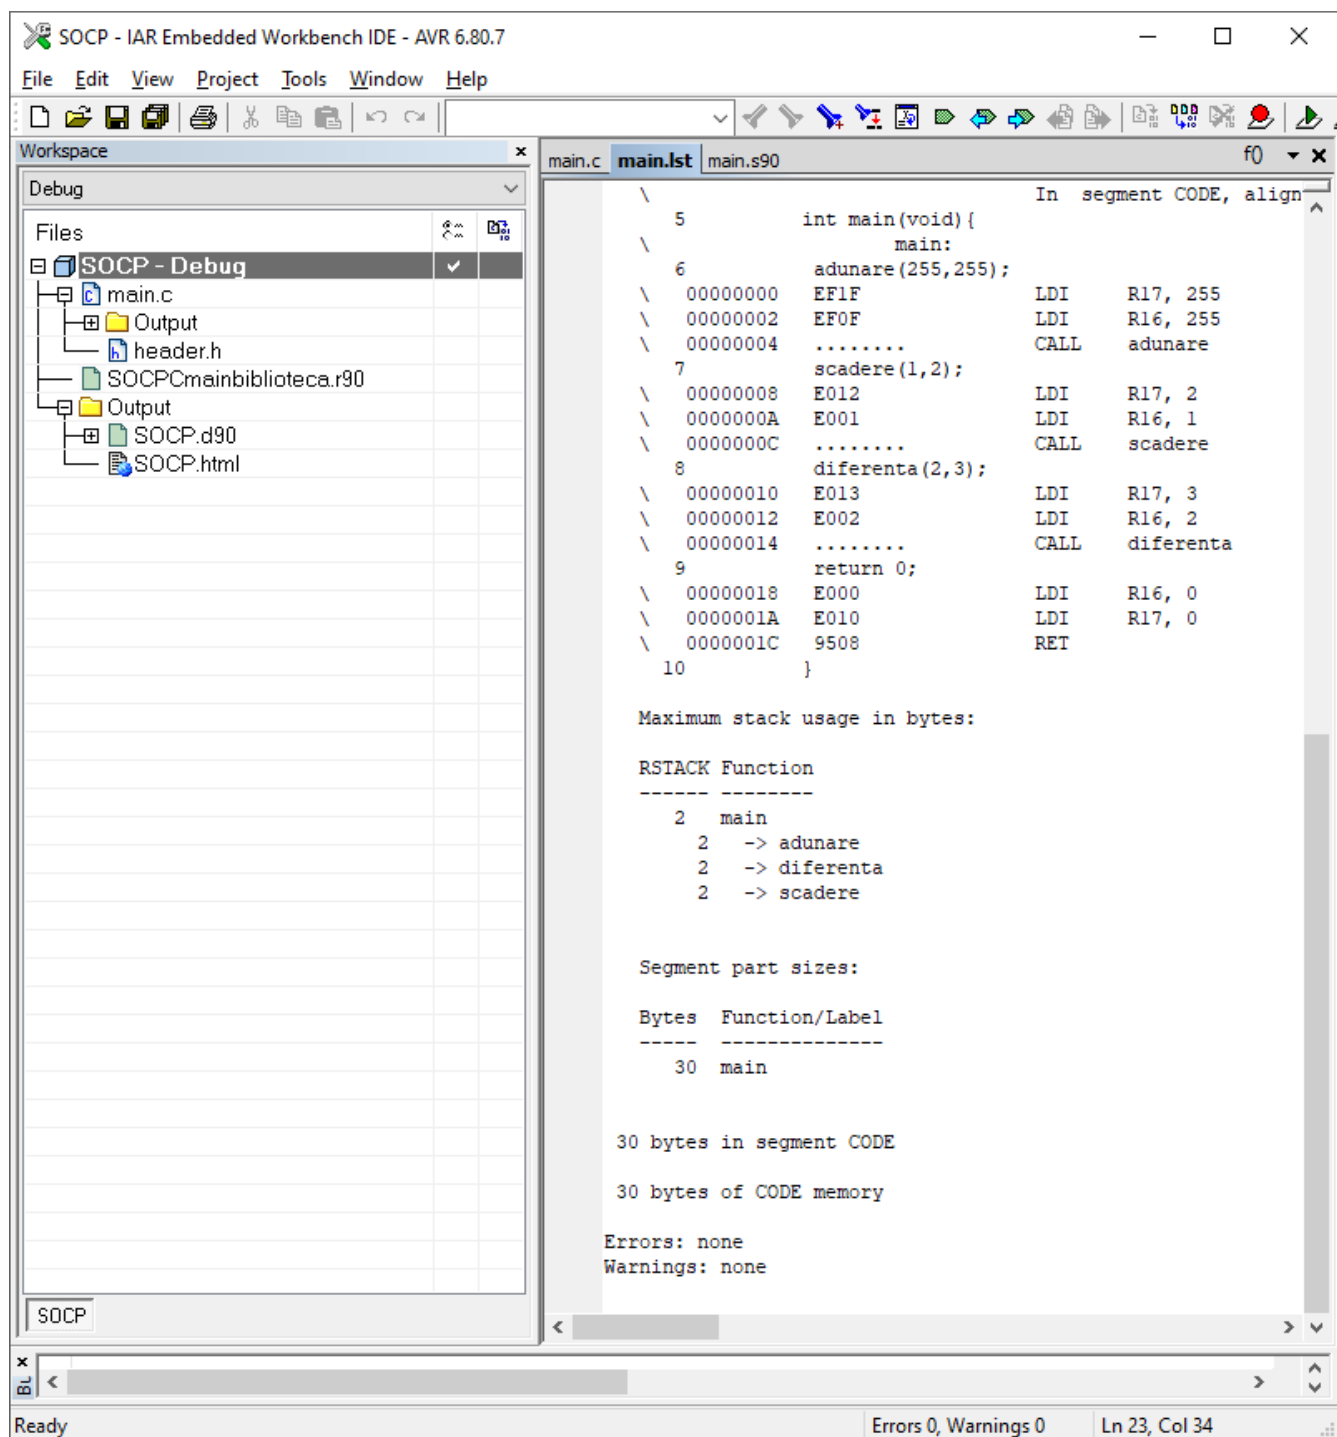 SOCP - IAR Embedded Workbench IDE - AVR 6.80.7
File Edit View Project Tools Window Help
Workspace
Debug
Files
SOCP - Debug
main.c
Output
header.h
SOCPCmainbiblioteca.r90
Output
SOCP.d90
SOCP.html
SOCP
main.c main.lst main.s90 f()
\ In segment CODE, align
5 int main(void){
\ main:
6 adunare(255,255);
\ 00000000 EF1F LDI R17, 255
\ 00000002 EF0F LDI R16, 255
\ 00000004 ........ CALL adunare
7 scadere(1,2);
\ 00000008 E012 LDI R17, 2
\ 0000000A E001 LDI R16, 1
\ 0000000C ........ CALL scadere
8 diferenta(2,3);
\ 00000010 E013 LDI R17, 3
\ 00000012 E002 LDI R16, 2
\ 00000014 ........ CALL diferenta
9 return 0;
\ 00000018 E000 LDI R16, 0
\ 0000001A E010 LDI R17, 0
\ 0000001C 9508 RET
10 }
Maximum stack usage in bytes:
RSTACK Function
------ --------
2 main
2 -> adunare
2 -> diferenta
2 -> scadere
Segment part sizes:
Bytes Function/Label
----- --------------
30 main
30 bytes in segment CODE
30 bytes of CODE memory
Errors: none
Warnings: none
Ready
Errors 0, Warnings 0
Ln 23, Col 34